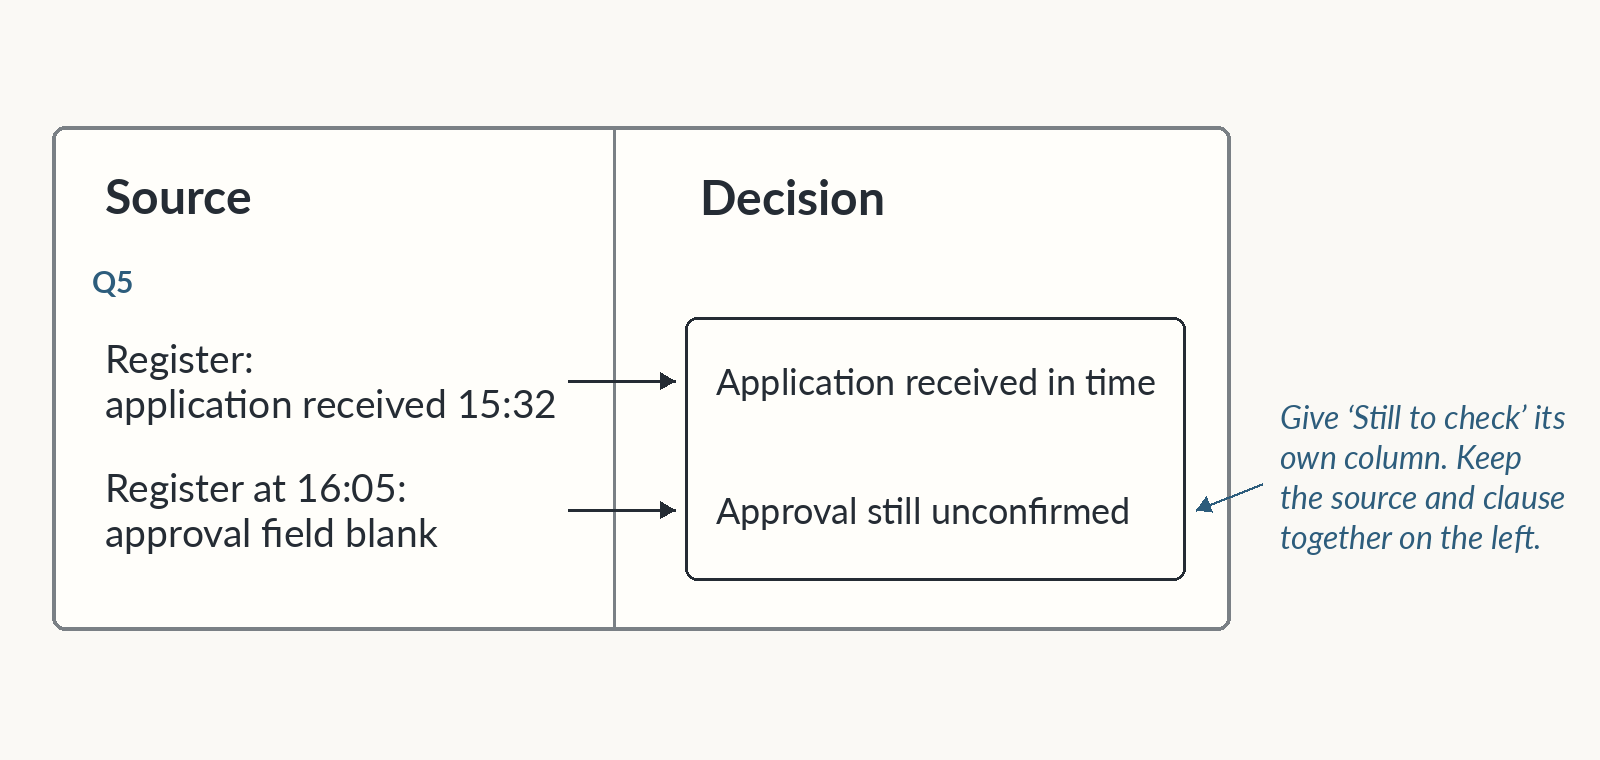 Source
Decision
Q5
Register:
application received 15:32
Application received in time
Register at 16:05:
approval field blank
Approval still unconfirmed
Give ‘Still to check’ its
own column. Keep
the source and clause
together on the left.